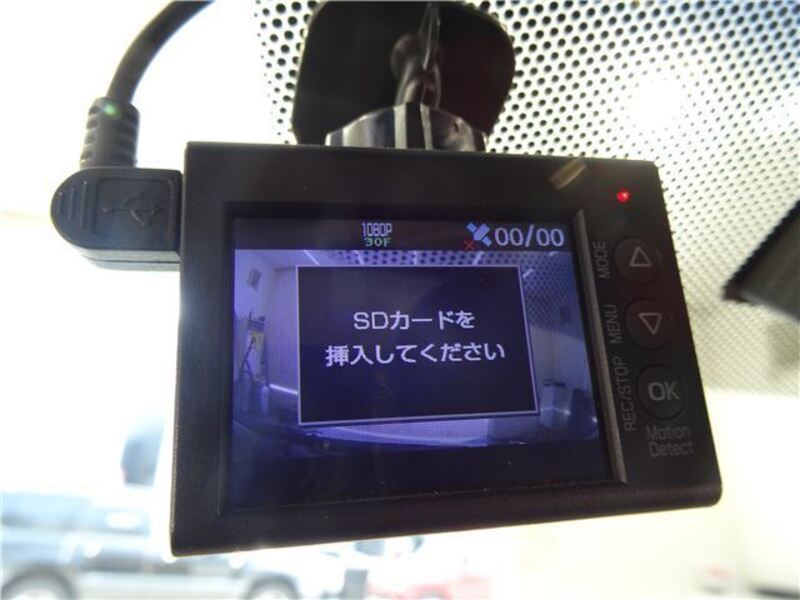 1080P
30F
00/00
SDカードを
挿入してください
MODE
MENU
REC/STOP
OK
Motion
Detect